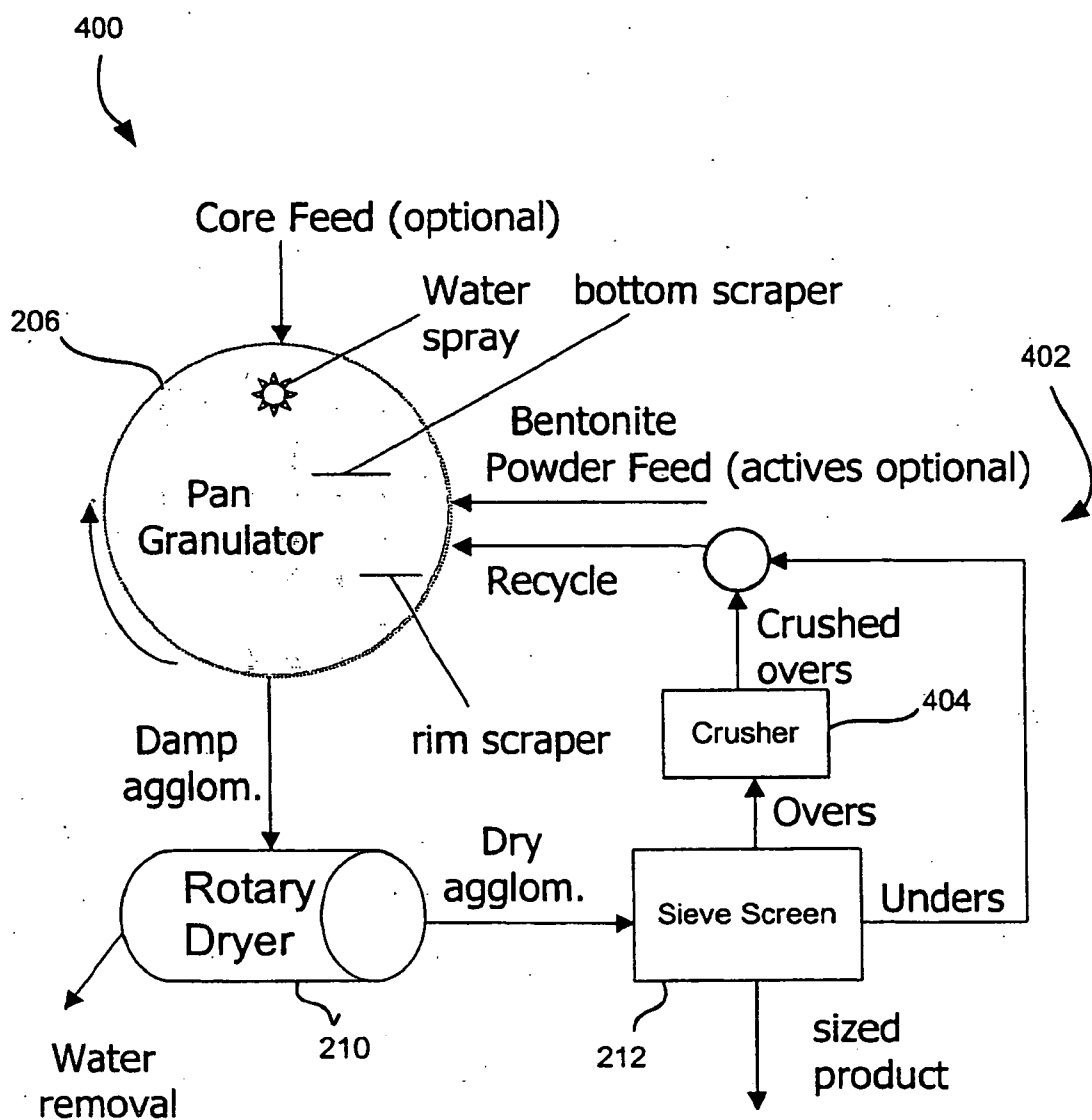 400
Core Feed (optional)
Water
spray
bottom scraper
206
402
Bentonite
Powder Feed (actives optional)
Pan
Granulator
Recycle
Crushed
overs
404
Crusher
rim scraper
Damp
agglom.
Overs
Dry
agglom.
Rotary
Dryer
Sieve Screen
Unders
210
212
Water
removal
sized
product